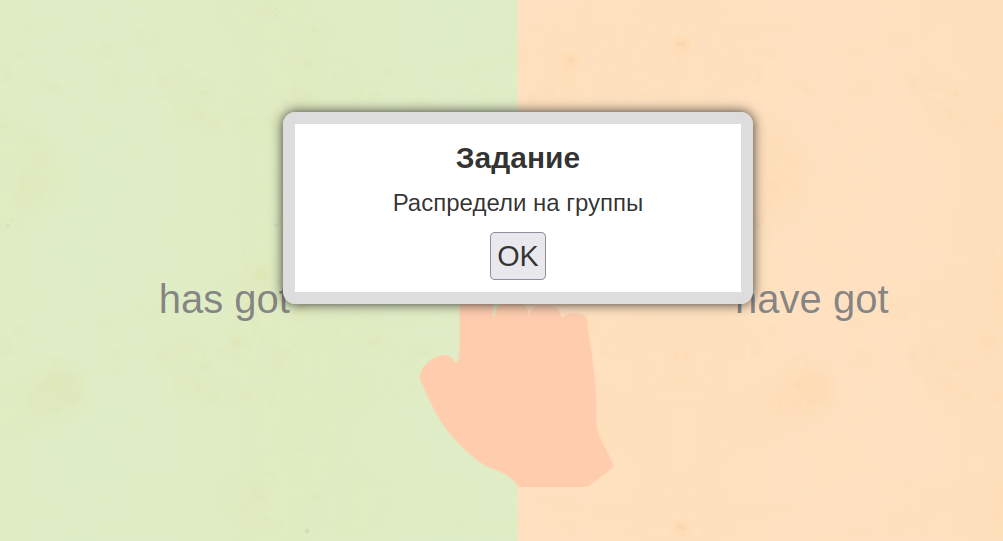 Задание
Распредели на группы
OK
has got
have got